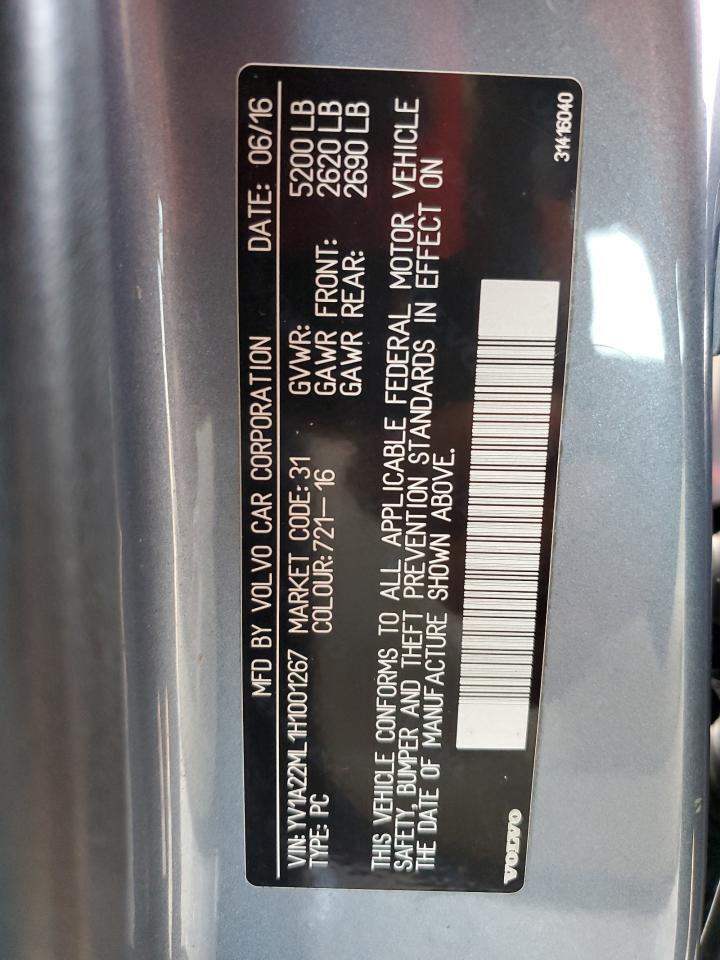 MFD BY VOLVO CAR CORPORATION DATE: 06/16
VIN: YV1A22ML1H1001267 MARKET CODE: 31 GVWR: 5200 LB
TYPE: PC COLOUR: 721-16 GAWR FRONT: 2620 LB
GAWR REAR: 2690 LB
THIS VEHICLE CONFORMS TO ALL APPLICABLE FEDERAL MOTOR VEHICLE
SAFETY, BUMPER AND THEFT PREVENTION STANDARDS IN EFFECT ON
THE DATE OF MANUFACTURE SHOWN ABOVE.
VOLVO 31416040